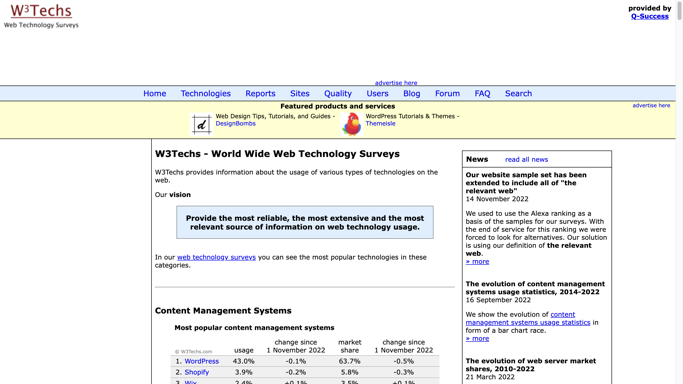 W3Techs
Web Technology Surveys
provided by
Q-Success
advertise here
Home Technologies Reports Sites Quality Users Blog Forum FAQ Search
Featured products and services
advertise here
Web Design Tips, Tutorials, and Guides -
DesignBombs
WordPress Tutorials & Themes -
Themeisle
W3Techs - World Wide Web Technology Surveys
W3Techs provides information about the usage of various types of technologies on the
web.
Our vision
Provide the most reliable, the most extensive and the most
relevant source of information on web technology usage.
In our web technology surveys you can see the most popular technologies in these
categories.
Content Management Systems
Most popular content management systems
© W3Techs.com usage change since 1 November 2022 market share change since 1 November 2022
1. WordPress 43.0% -0.1% 63.7% -0.5%
2. Shopify 3.9% -0.2% 5.8% -0.3%
3. Wix 2.4% +0.1% 3.5% +0.1%
News read all news
Our website sample set has been
extended to include all of "the
relevant web"
14 November 2022
We used to use the Alexa ranking as a
basis of the samples for our surveys. With
the end of service for this ranking we were
forced to look for alternatives. Our solution
is using our definition of the relevant
web.
» more
The evolution of content management
systems usage statistics, 2014-2022
16 September 2022
We show the evolution of content
management systems usage statistics in
form of a bar chart race.
» more
The evolution of web server market
shares, 2010-2022
21 March 2022